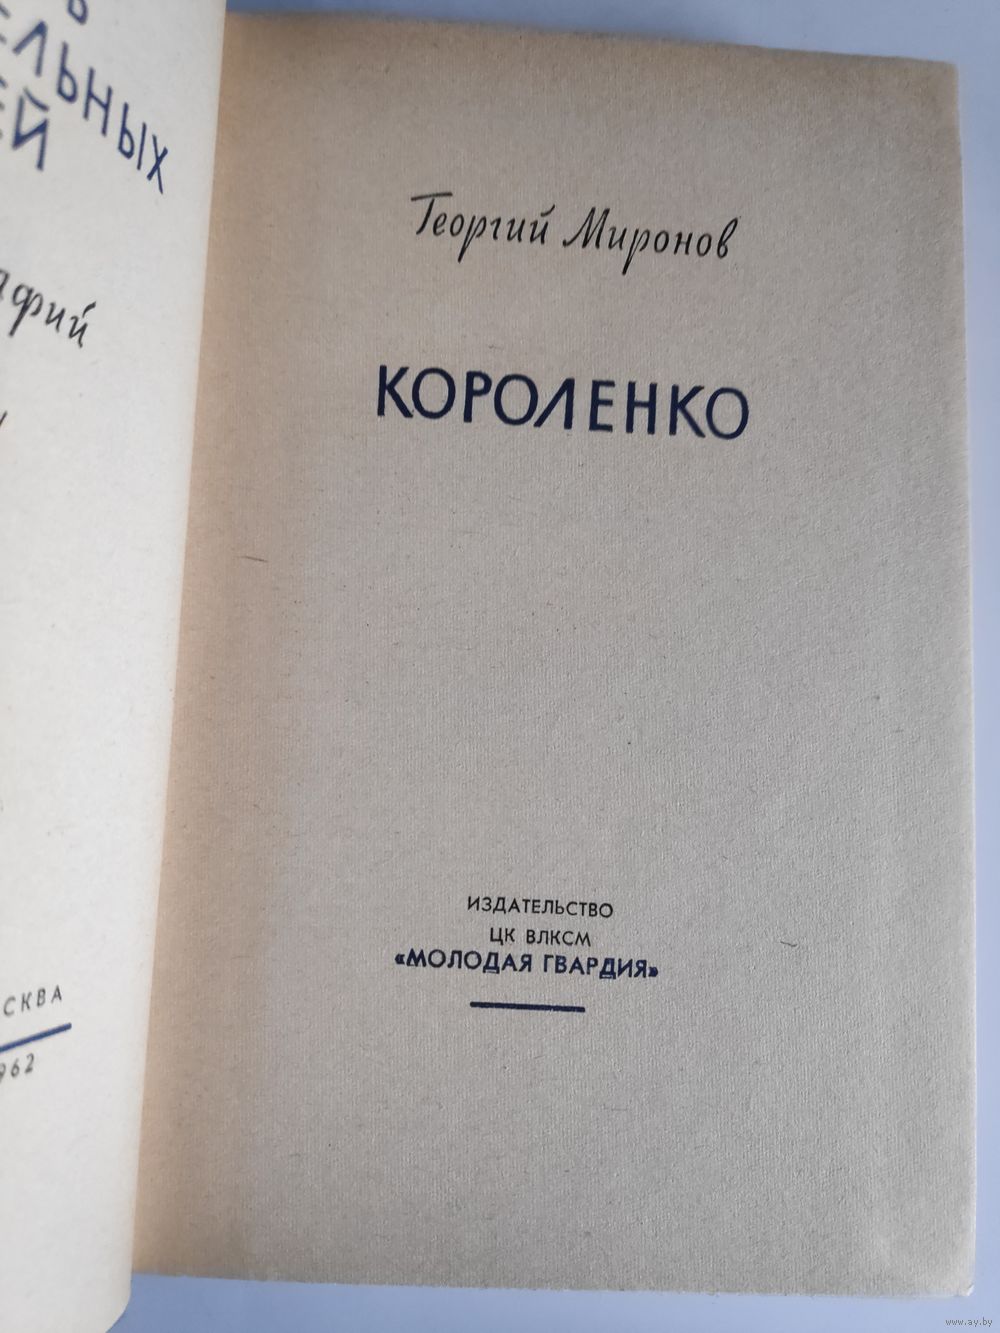 ЕЛЬНЫХ
ЕЙ
афий
СКВА
962
Георгий Миронов
КОРОЛЕНКО
ИЗДАТЕЛЬСТВО
ЦК ВЛКСМ
«МОЛОДАЯ ГВАРДИЯ»
www.ay.by